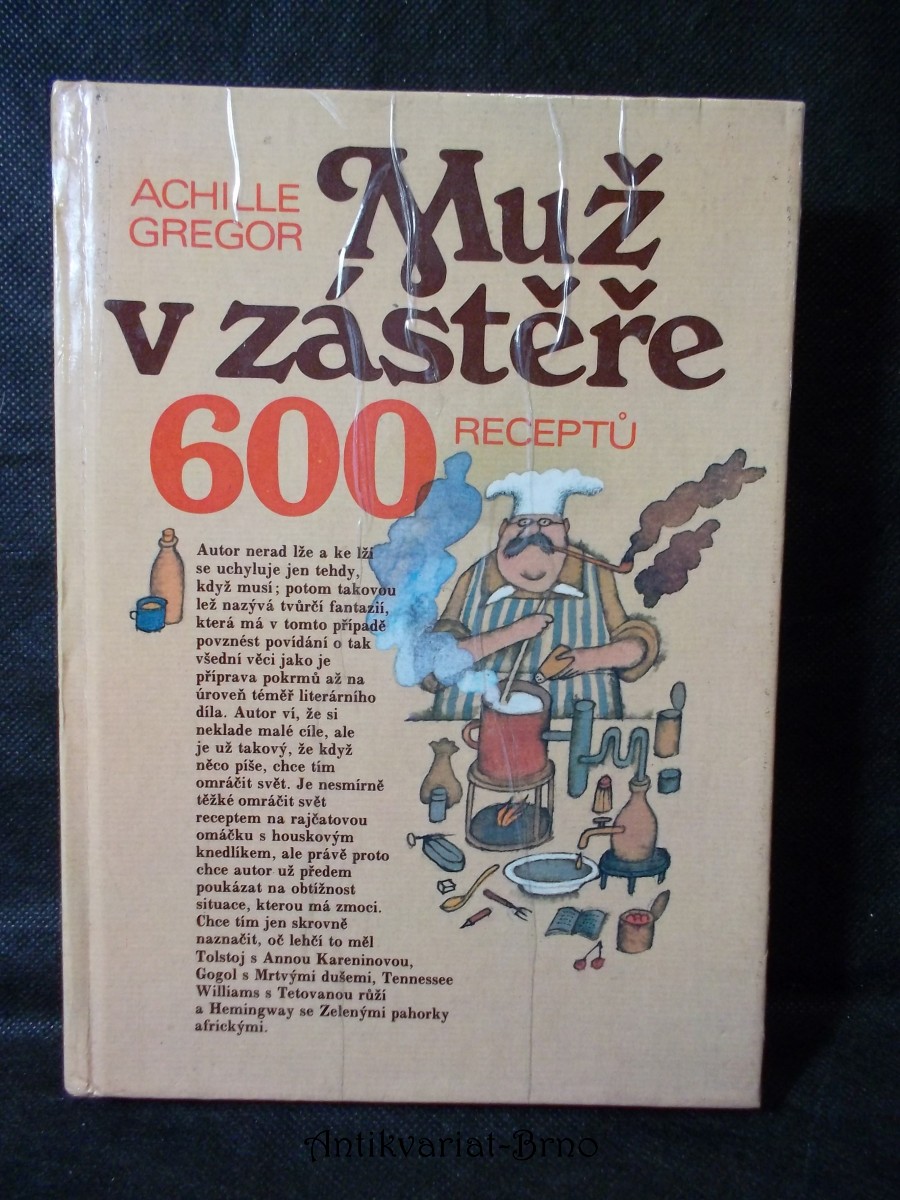 ACHILLE
GREGOR
Muž
v zástěře
600 RECEPTŮ
Autor nerad lže a ke lži
se uchyluje jen tehdy,
když musí; potom takovou
lež nazývá tvůrčí fantazií,
která má v tomto případě
povznést povídání o tak
všední věci jako je
příprava pokrmů až na
úroveň téměř literárního
díla. Autor ví, že si
neklade malé cíle, ale
je už takový, že když
něco píše, chce tím
omráčit svět. Je nesmírně
těžké omráčit svět
receptem na rajčatovou
omáčku s houskovým
knedlíkem, ale právě proto
chce autor už předem
poukázat na obtížnost
situace, kterou má zmoci.
Chce tím jen skrovně
naznačit, oč lehčí to měl
Tolstoj s Annou Kareninovou,
Gogol s Mrtvými dušemi, Tennessee
Williams s Tetovanou růží
a Hemingway se Zelenými pahorky
africkými.
Antikvariat-Brno